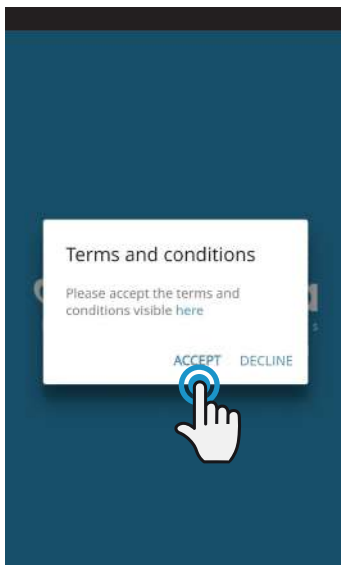 Terms and conditions
Please accept the terms and
conditions visible here
ACCEPT DECLINE